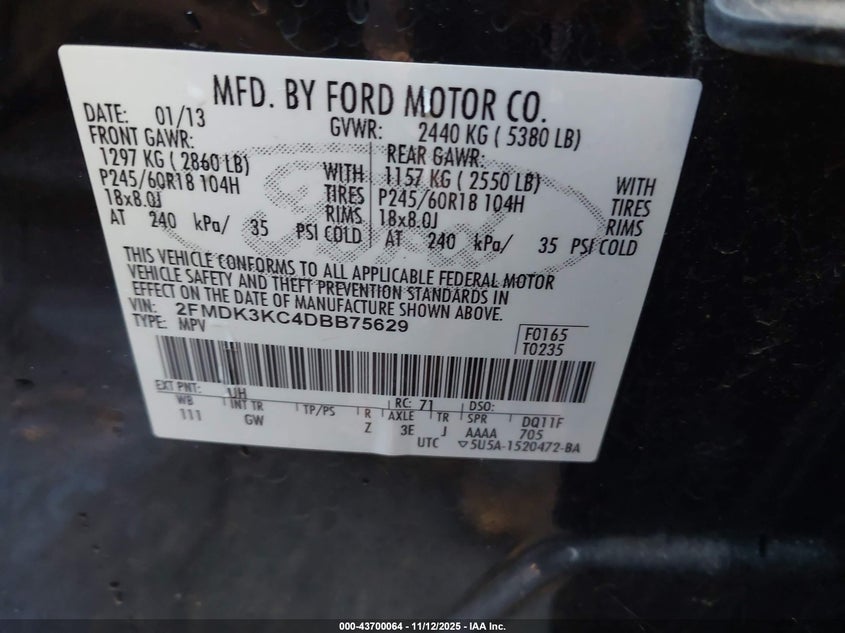 MFD. BY FORD MOTOR CO.
DATE: 01/13
GVWR: 2440 KG ( 5380 LB)
FRONT GAWR:
1297 KG ( 2860 LB) WITH
P245/60R18 104H TIRES
18x8.0J RIMS
AT 240 kPa/ 35 PSI COLD
REAR GAWR:
1157 KG ( 2550 LB) WITH
P245/60R18 104H TIRES
18x8.0J RIMS
AT 240 kPa/ 35 PSI COLD
THIS VEHICLE CONFORMS TO ALL APPLICABLE FEDERAL MOTOR
VEHICLE SAFETY AND THEFT PREVENTION STANDARDS IN
EFFECT ON THE DATE OF MANUFACTURE SHOWN ABOVE.
VIN: 2FMDK3KC4DBB75629
TYPE: MPV
F0165
T0235
EXT PNT: UH RC: 71 DSO:
WB INT TR TP/PS R AXLE TR SPR DQ11F
111 GW Z 3E J AAAA 705
UTC ▽5U5A-1520472-BA
Ford
000-43700064 - 11/12/2025 - IAA Inc.